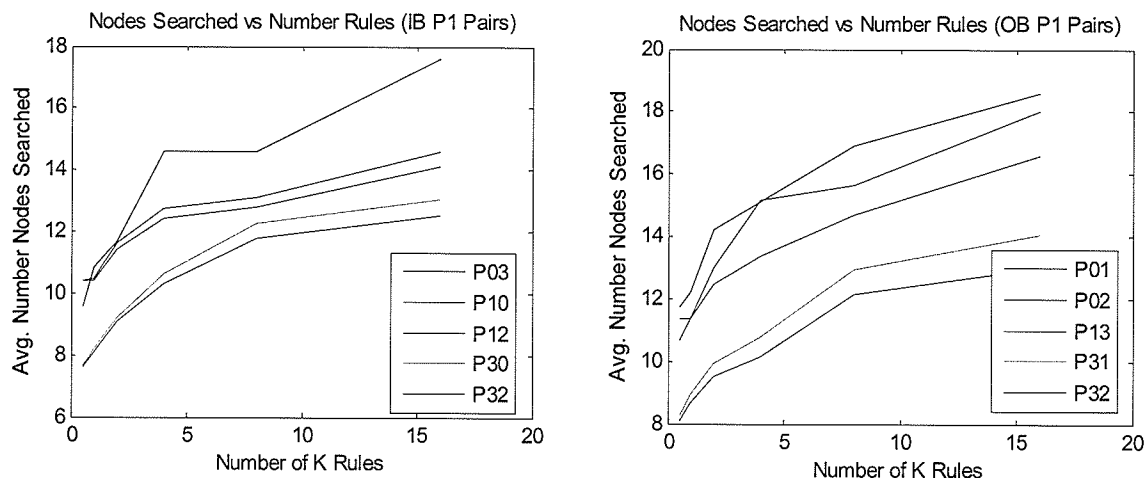 Nodes Searched vs Number Rules (IB P1 Pairs)
18
16
14
12
10
8
6
0
5
10
15
20
Avg. Number Nodes Searched
Number of K Rules
P03
P10
P12
P30
P32
Nodes Searched vs Number Rules (OB P1 Pairs)
20
18
16
14
12
10
8
0
5
10
15
20
Avg. Number Nodes Searched
Number of K Rules
P01
P02
P13
P31
P32